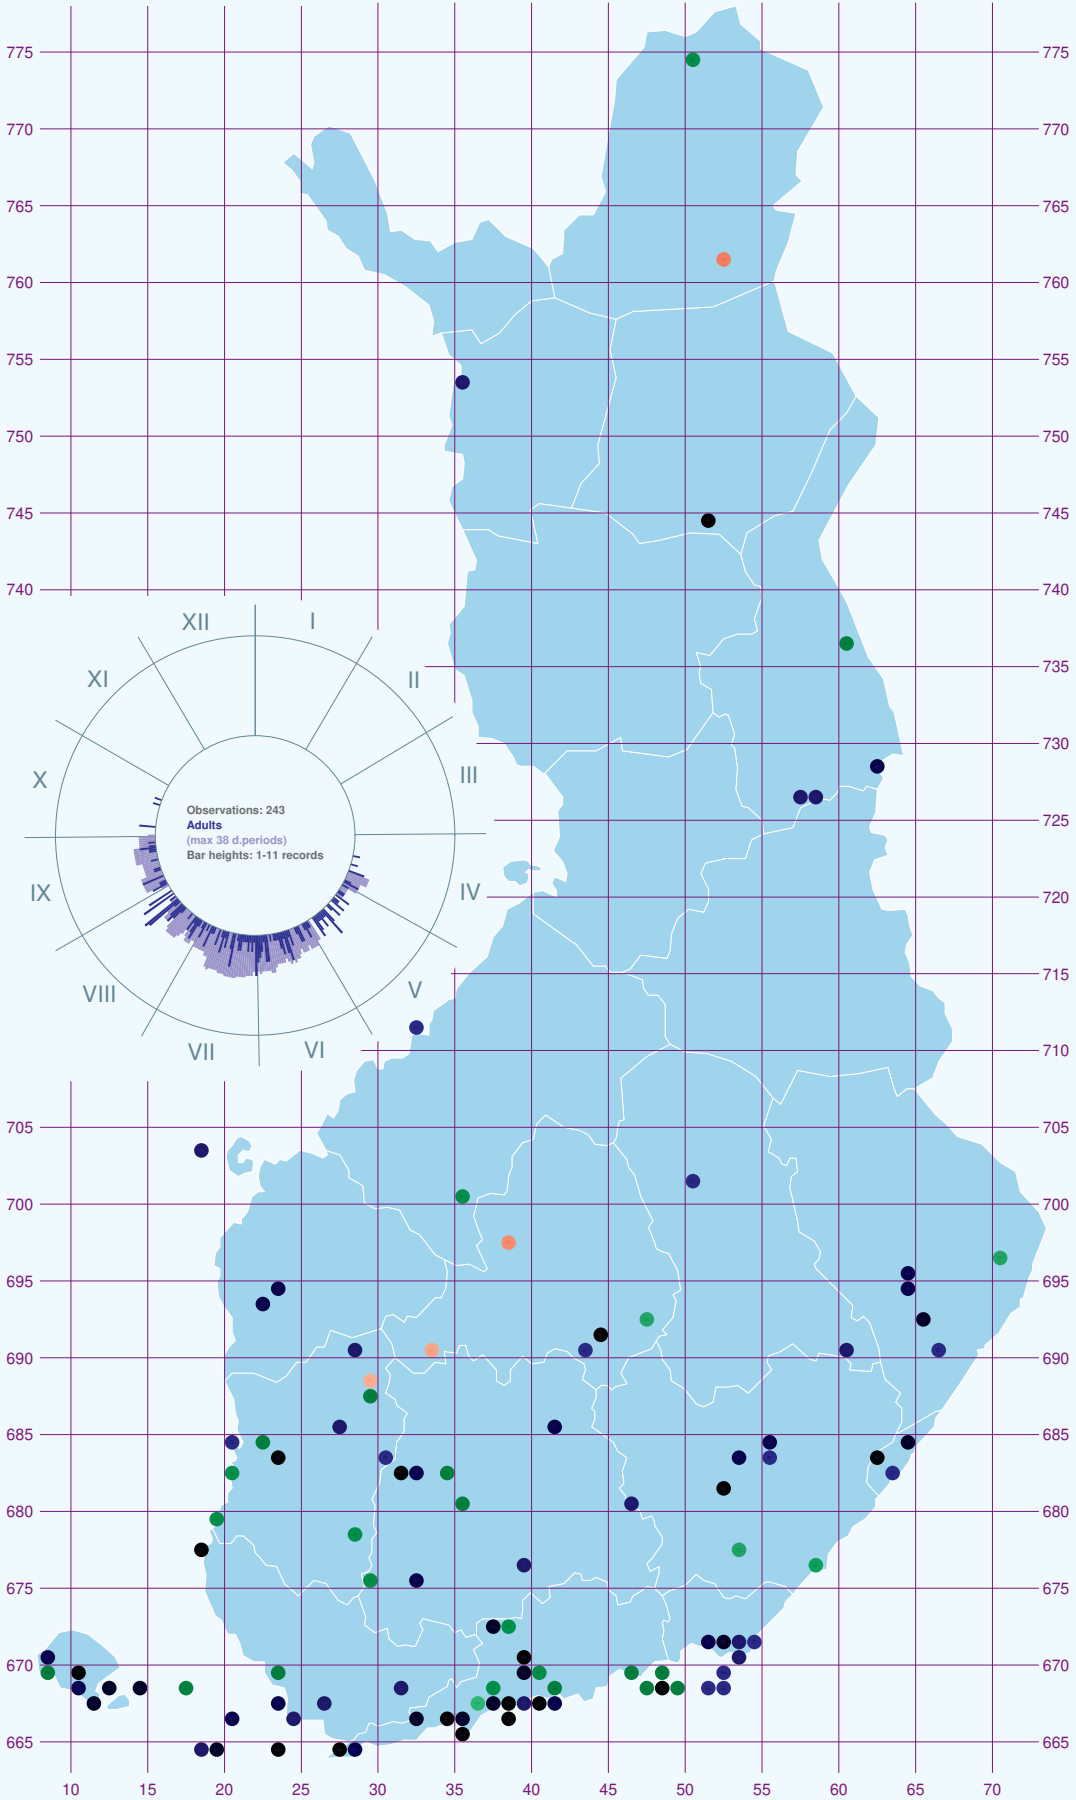 775 775
770 770
765 765
760 760
755 755
750 750
745 745
740 740
XII I
XI II
735 735
730 730
X III
Observations: 243
Adults
(max 38 d.periods)
Bar heights: 1-11 records
725 725
IX IV
720 720
715 715
VIII V
VII VI
710 710
705 705
700 700
695 695
690 690
685 685
680 680
675 675
670 670
665 665
10 15 20 25 30 35 40 45 50 55 60 65 70